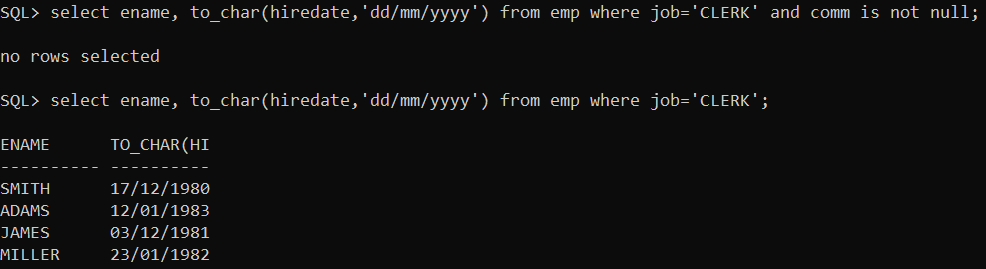 SQL> select ename, to_char(hiredate,'dd/mm/yyyy') from emp where job='CLERK' and comm is not null;
no rows selected
SQL> select ename, to_char(hiredate,'dd/mm/yyyy') from emp where job='CLERK';
ENAME      TO_CHAR(HI
---------- ----------
SMITH      17/12/1980
ADAMS      12/01/1983
JAMES      03/12/1981
MILLER     23/01/1982